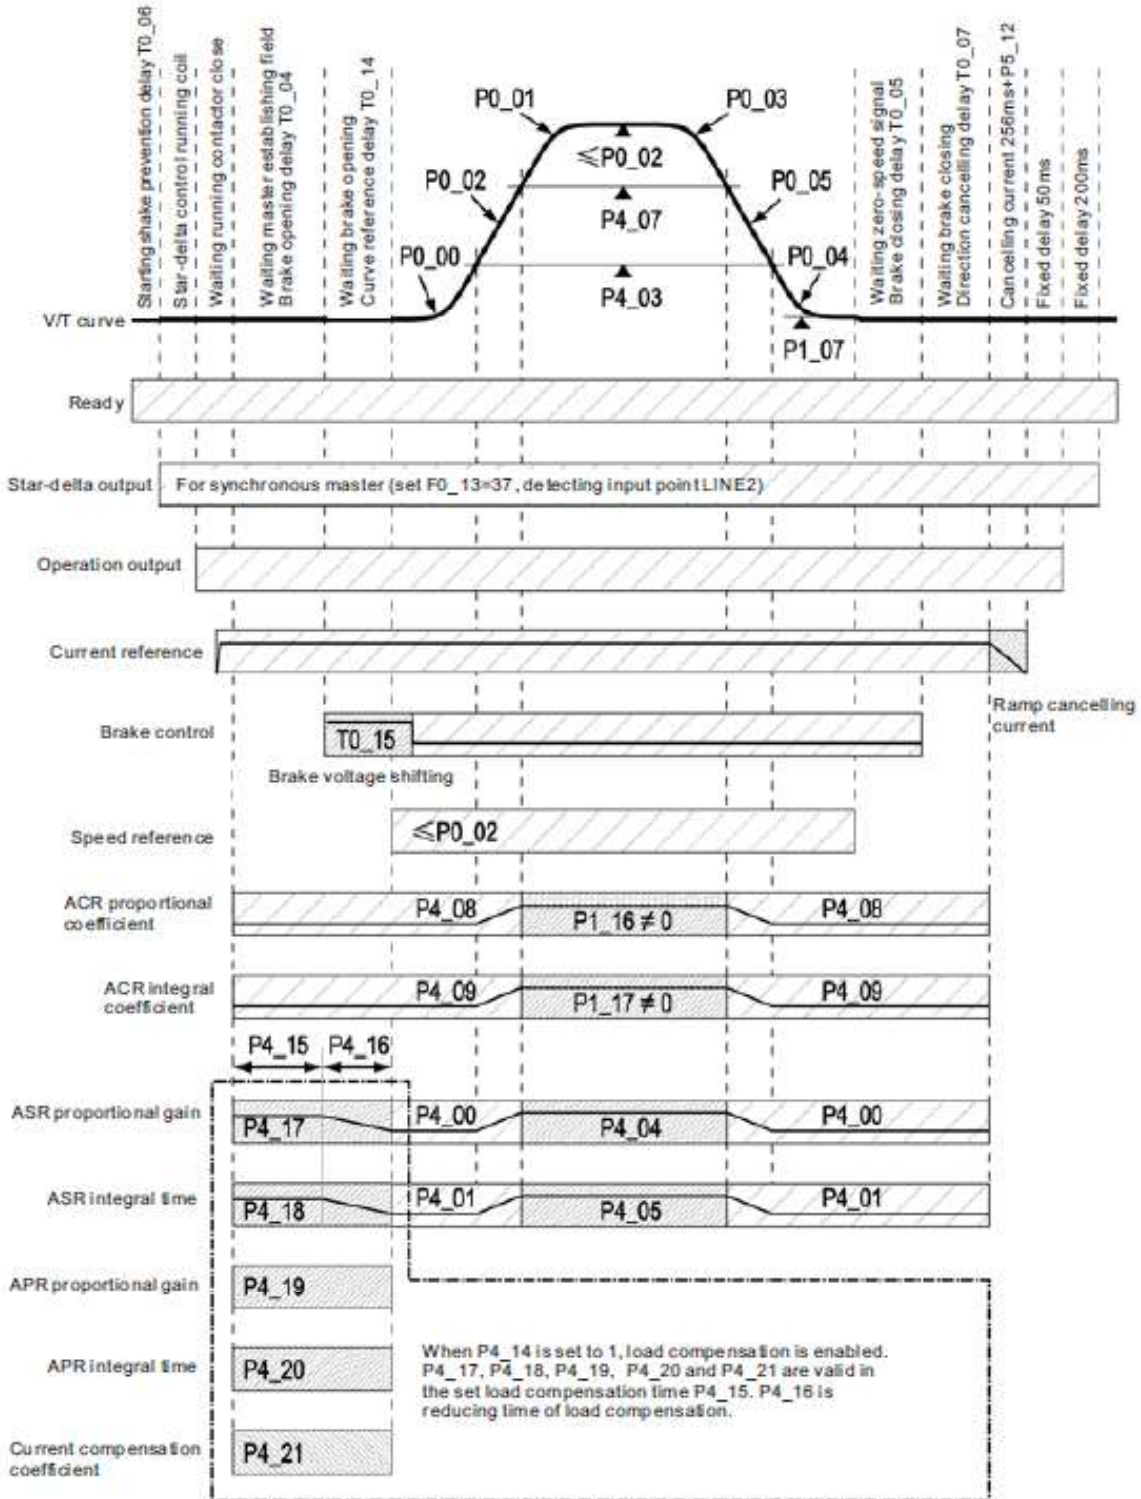 Starting shake prevention delay T0_06
Star-delta control running coil
Waiting running contactor close
Waiting master establishing field
Brake opening delay T0_04
Waiting brake opening
Curve reference delay T0_14
P0_01
P0_03
≤P0_02
P0_02
P0_05
P4_07
P0_00
P0_04
P4_03
P1_07
Waiting zero-speed signal
Brake closing delay T0_05
Waiting brake closing
Direction cancelling delay T0_07
Cancelling current 256ms+P5_12
Fixed delay 50 ms
Fixed delay 200ms
V/T curve
Ready
Star-delta output
For synchronous master (set F0_13=37, detecting input point LINE2)
Operation output
Current reference
Ramp cancelling
current
Brake control
T0_15
Brake voltage shifting
Speed reference
≤P0_02
ACR proportional
coefficient
P4_08
P1_16 ≠ 0
P4_08
ACR integral
coefficient
P4_09
P1_17 ≠ 0
P4_09
P4_15
P4_16
ASR proportional gain
P4_17
P4_00
P4_04
P4_00
ASR integral time
P4_18
P4_01
P4_05
P4_01
APR proportional gain
P4_19
APR integral time
P4_20
When P4_14 is set to 1, load compensation is enabled.
P4_17, P4_18, P4_19, P4_20 and P4_21 are valid in
the set load compensation time P4_15. P4_16 is
reducing time of load compensation.
Current compensation
coefficient
P4_21